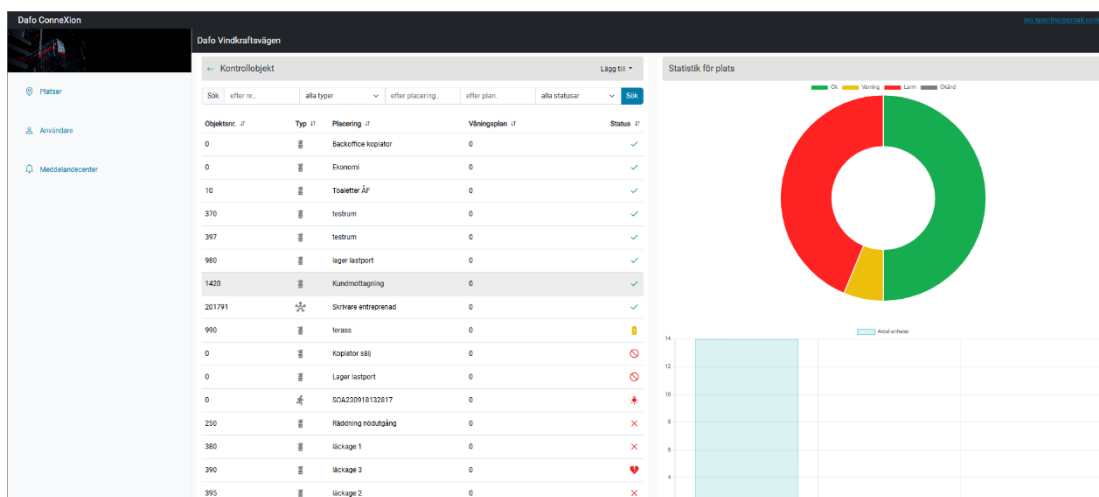 Dafo ConneXion
leo.sparring@gmail.com
Dafo Vindkraftsvägen
Platser
Användare
Meddelandecenter
← Kontrollobjekt Lägg till
Sök efter nr.. alla typer efter placering.. efter plan.. alla statusar Sök
Objektsnr. Typ Placering Våningsplan Status
0 Backoffice kopiator 0
0 Ekonomi 0
10 Toaletter ÅF 0
370 testrum 0
397 testrum 0
980 lager lastport 0
1420 Kundmottagning 0
201791 Skrivare entreprenad 0
990 terass 0
0 Kopiator sälj 0
0 Lager lastport 0
0 SOA230918132817 0
250 Räddning nödutgång 0
380 läckage 1 0
390 läckage 3 0
395 läckage 2 0
Statistik för plats
Ok Varning Larm Okänd
Antal enheter
14
12
10
8
6
4